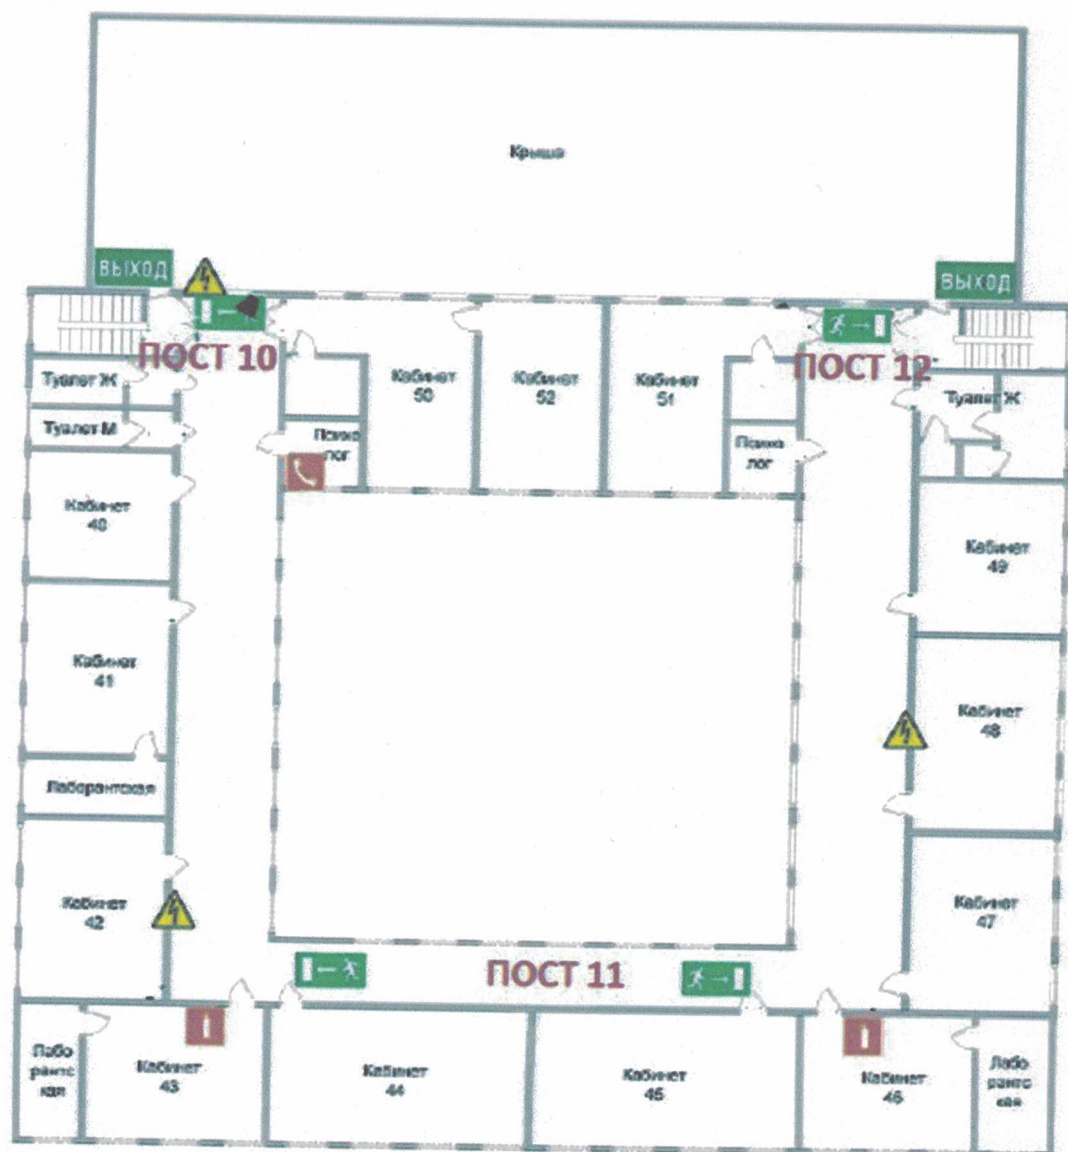 Крыша
ВЫХОД
ВЫХОД
ПОСТ 10
ПОСТ 12
Туалет Ж
Кабинет
50
Кабинет
52
Кабинет
51
Туалет Ж
Туалет М
Психо
лог
Психо
лог
Кабинет
40
Кабинет
49
Кабинет
41
Кабинет
48
Лаборантская
Кабинет
42
Кабинет
47
ПОСТ 11
Лабо
рантс
кая
Кабинет
43
Кабинет
44
Кабинет
45
Кабинет
46
Лабо
рантс
кая